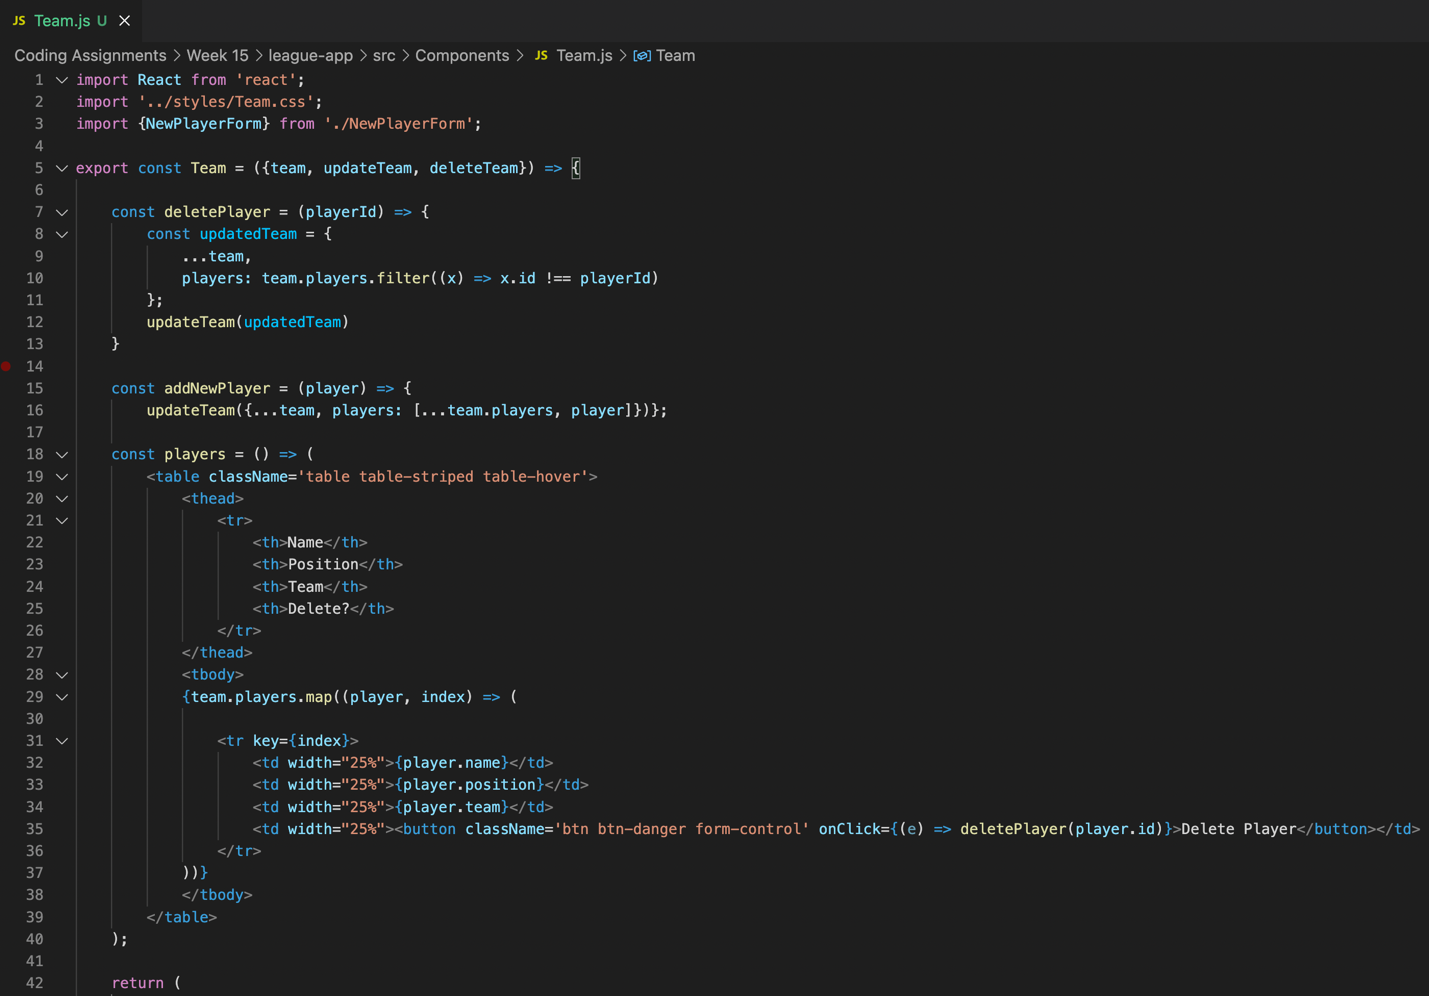 JS Team.js U ×
Coding Assignments > Week 15 > league-app > src > Components > JS Team.js > Team
1 import React from 'react';
2 import '../styles/Team.css';
3 import {NewPlayerForm} from './NewPlayerForm';
4
5 export const Team = ({team, updateTeam, deleteTeam}) => {
6
7     const deletePlayer = (playerId) => {
8         const updatedTeam = {
9             ...team,
10             players: team.players.filter((x) => x.id !== playerId)
11         };
12         updateTeam(updatedTeam)
13     }
14
15     const addNewPlayer = (player) => {
16         updateTeam({...team, players: [...team.players, player]})};
17
18     const players = () => (
19         <table className='table table-striped table-hover'>
20             <thead>
21                 <tr>
22                     <th>Name</th>
23                     <th>Position</th>
24                     <th>Team</th>
25                     <th>Delete?</th>
26                 </tr>
27             </thead>
28             <tbody>
29             {team.players.map((player, index) => (
30
31                 <tr key={index}>
32                     <td width="25%">{player.name}</td>
33                     <td width="25%">{player.position}</td>
34                     <td width="25%">{player.team}</td>
35                     <td width="25%"><button className='btn btn-danger form-control' onClick={(e) => deletePlayer(player.id)}>Delete Player</button></td>
36                 </tr>
37             ))}
38             </tbody>
39         </table>
40     );
41
42     return (